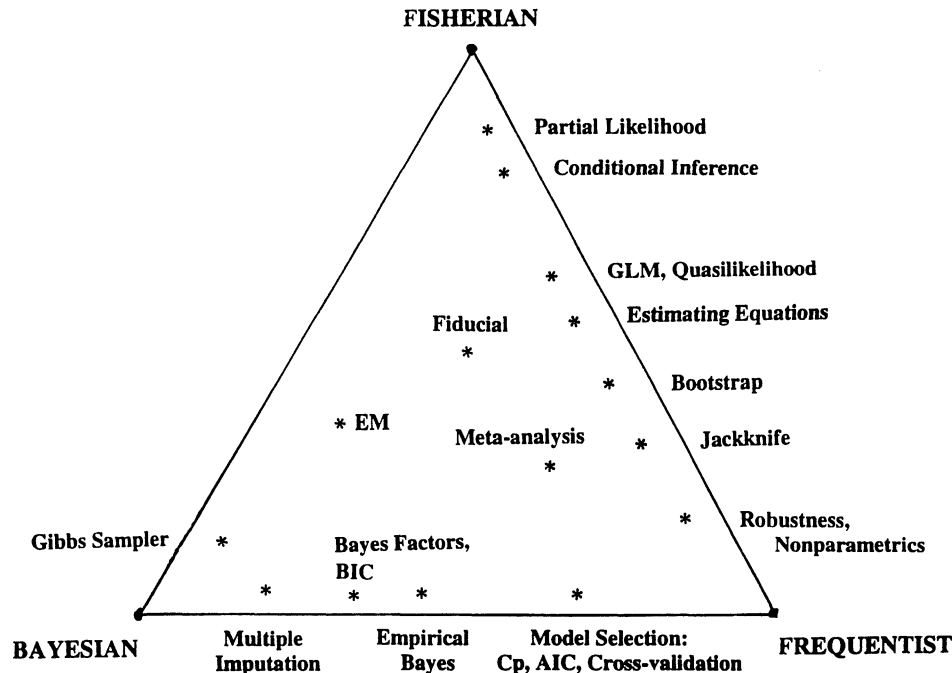 FISHERIAN
Partial Likelihood
Conditional Inference
GLM, Quasilikelihood
Estimating Equations
Fiducial
Bootstrap
EM
Meta-analysis
Jackknife
Gibbs Sampler
Bayes Factors,
BIC
Robustness,
Nonparametrics
BAYESIAN
Multiple
Imputation
Empirical
Bayes
Model Selection:
Cp, AIC, Cross-validation
FREQUENTIST